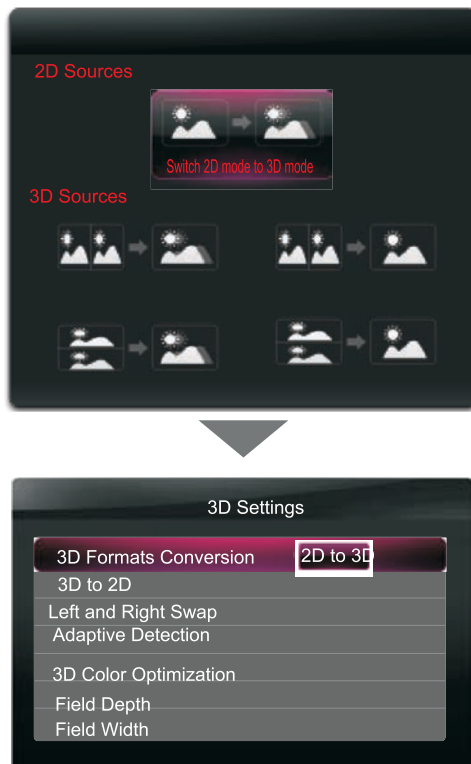 2D Sources
Switch 2D mode to 3D mode
3D Sources
3D Settings
3D Formats Conversion 2D to 3D
3D to 2D
Left and Right Swap
Adaptive Detection
3D Color Optimization
Field Depth
Field Width